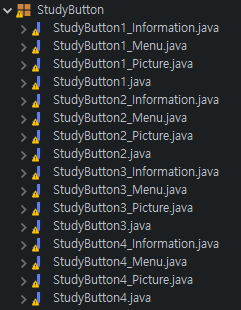 StudyButton
StudyButton1_Information.java
StudyButton1_Menu.java
StudyButton1_Picture.java
StudyButton1.java
StudyButton2_Information.java
StudyButton2_Menu.java
StudyButton2_Picture.java
StudyButton2.java
StudyButton3_Information.java
StudyButton3_Menu.java
StudyButton3_Picture.java
StudyButton3.java
StudyButton4_Information.java
StudyButton4_Menu.java
StudyButton4_Picture.java
StudyButton4.java